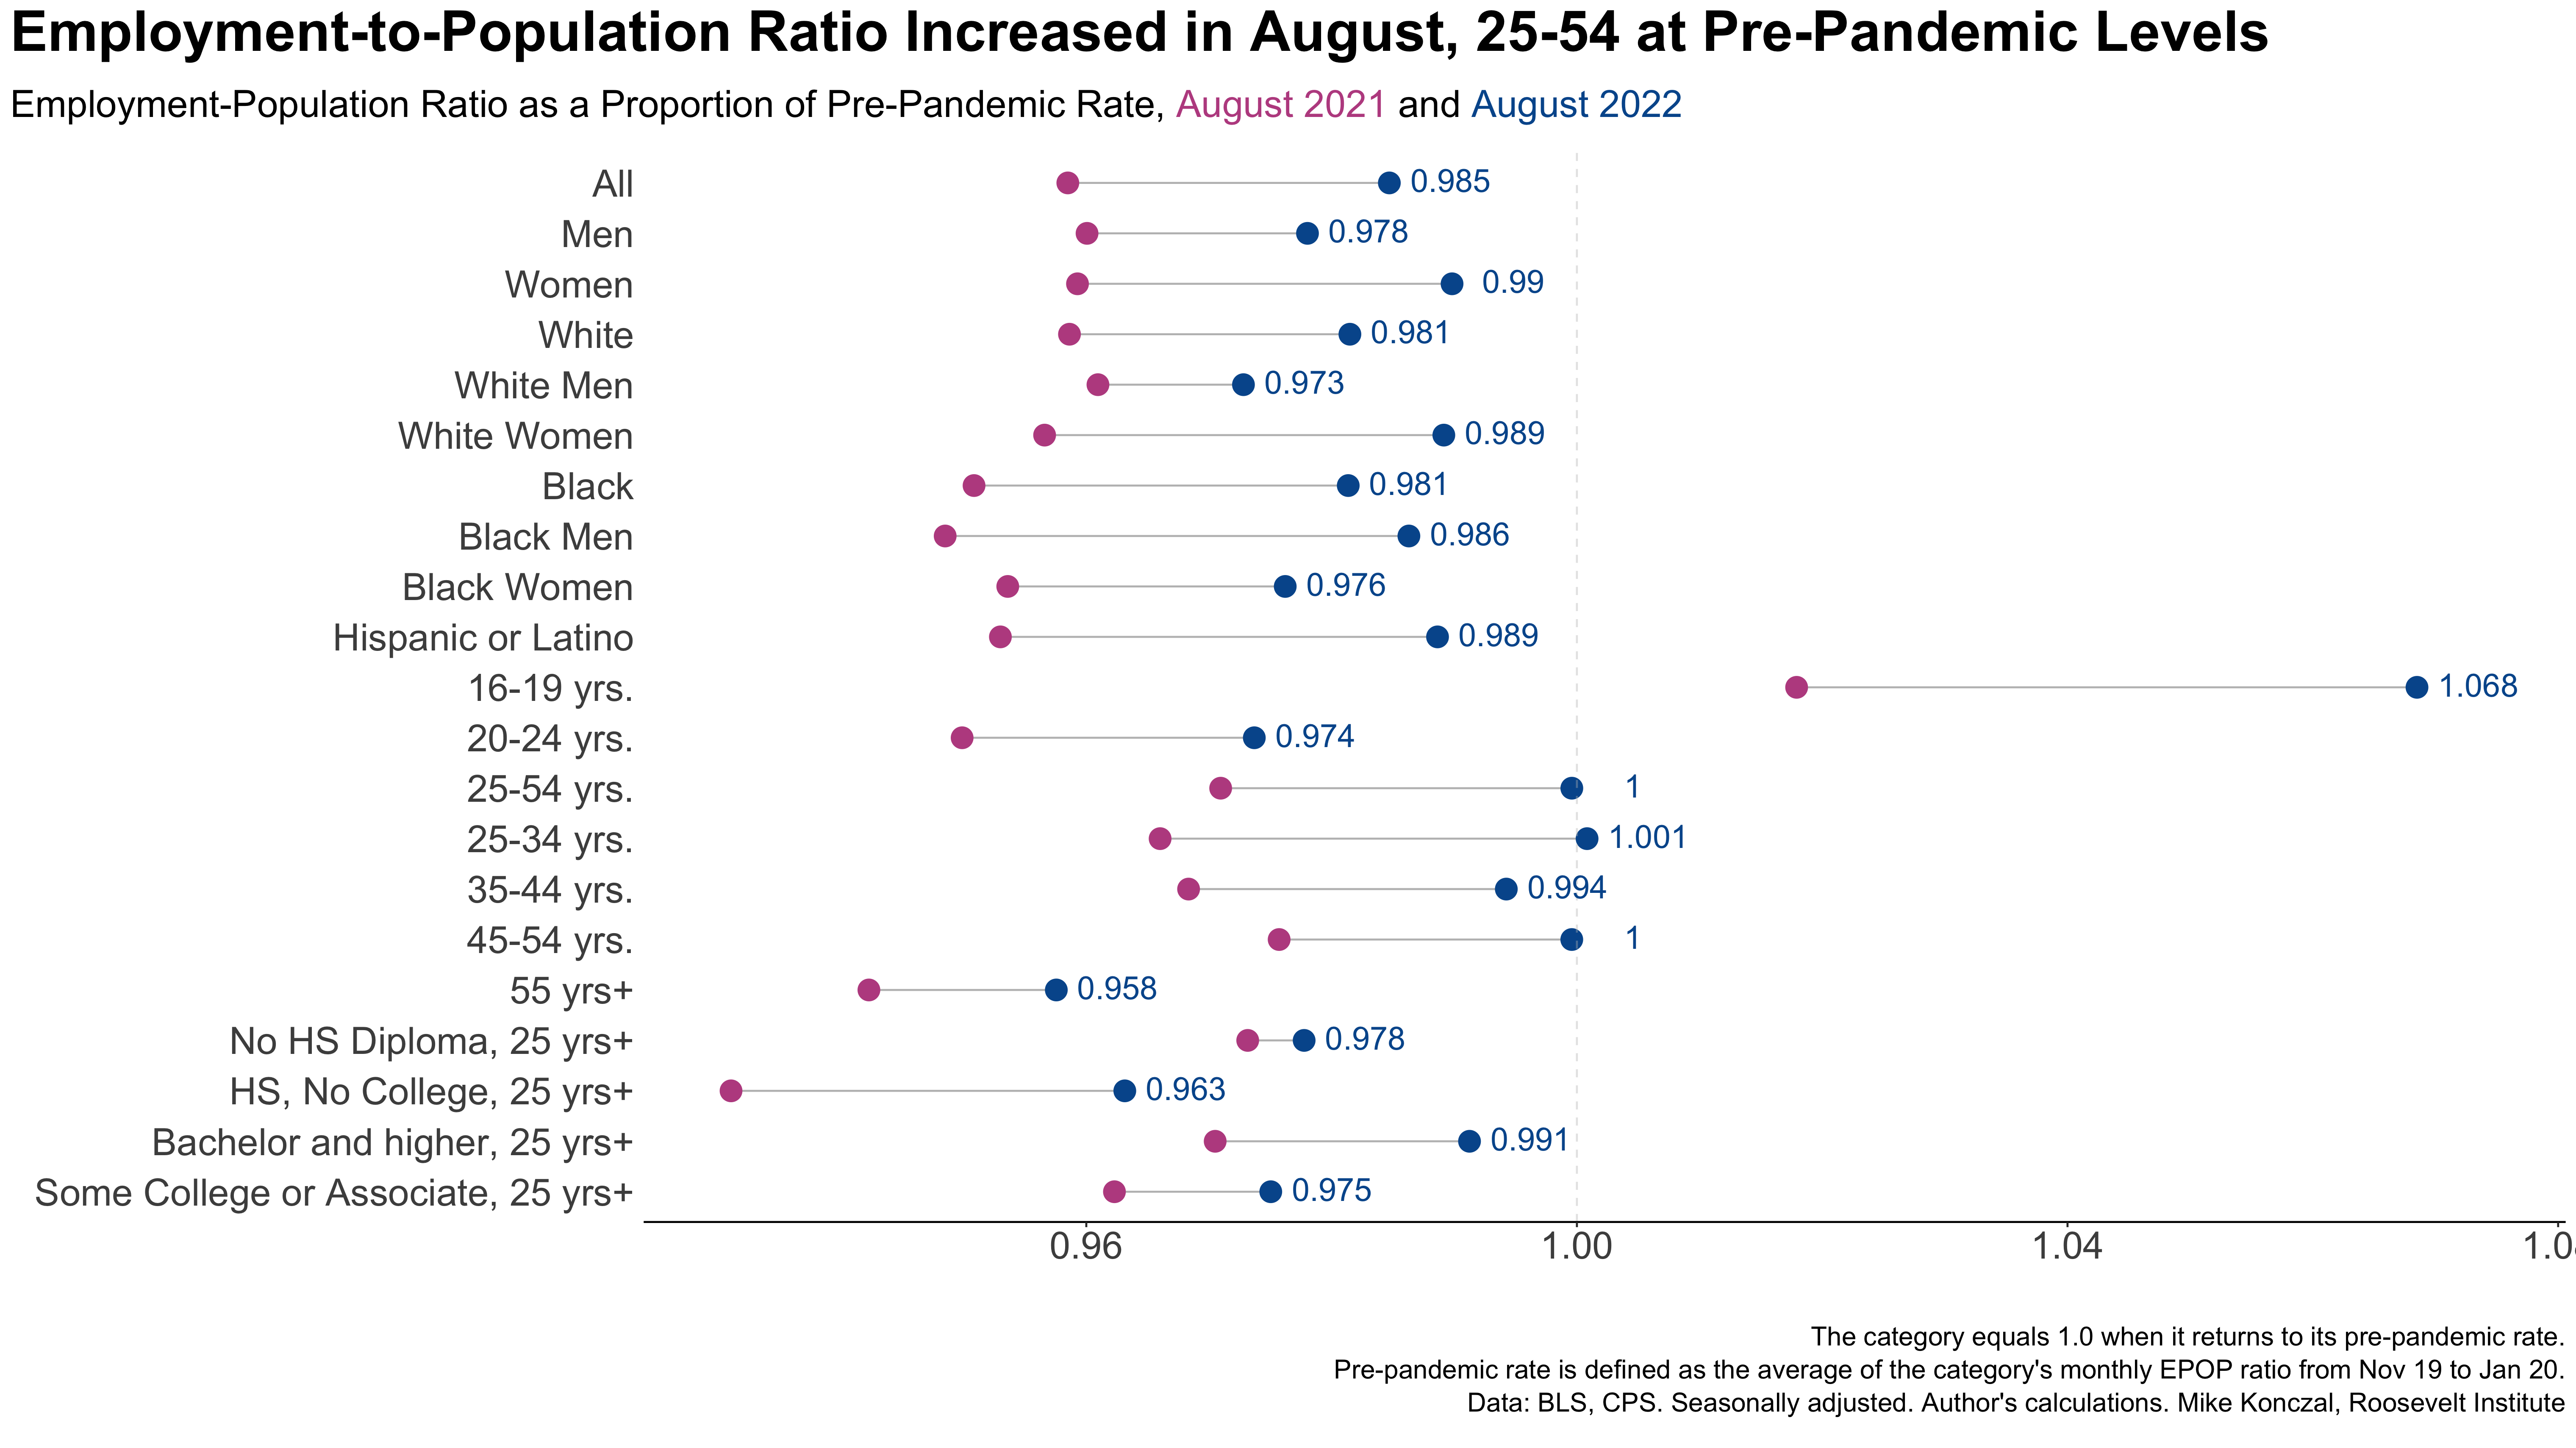 Employment-to-Population Ratio Increased in August, 25-54 at Pre-Pandemic Levels
Employment-Population Ratio as a Proportion of Pre-Pandemic Rate, August 2021 and August 2022
All 0.985
Men 0.978
Women 0.99
White 0.981
White Men 0.973
White Women 0.989
Black 0.981
Black Men 0.986
Black Women 0.976
Hispanic or Latino 0.989
16-19 yrs. 1.068
20-24 yrs. 0.974
25-54 yrs. 1
25-34 yrs. 1.001
35-44 yrs. 0.994
45-54 yrs. 1
55 yrs+ 0.958
No HS Diploma, 25 yrs+ 0.978
HS, No College, 25 yrs+ 0.963
Bachelor and higher, 25 yrs+ 0.991
Some College or Associate, 25 yrs+ 0.975
0.96 1.00 1.04
The category equals 1.0 when it returns to its pre-pandemic rate.
Pre-pandemic rate is defined as the average of the category's monthly EPOP ratio from Nov 19 to Jan 20.
Data: BLS, CPS. Seasonally adjusted. Author's calculations. Mike Konczal, Roosevelt Institute